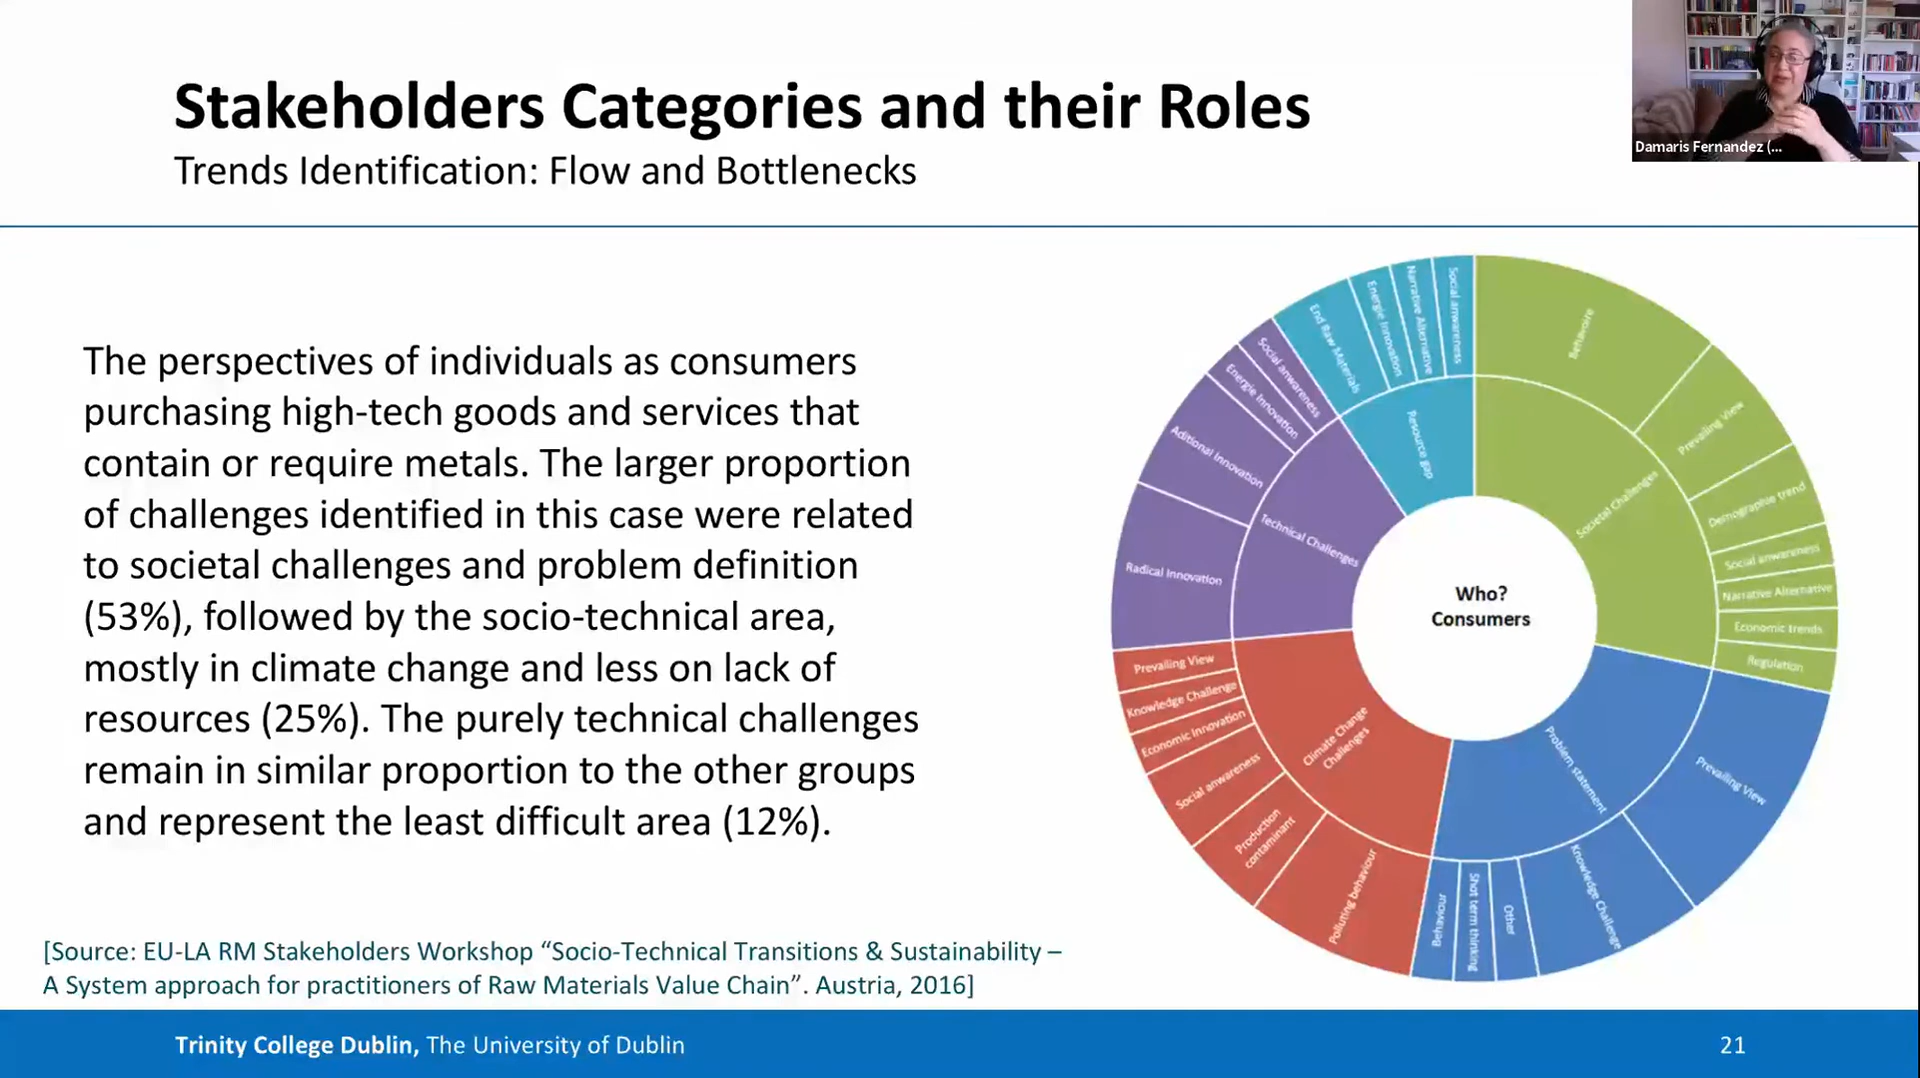 Stakeholders Categories and their Roles
Trends Identification: Flow and Bottlenecks
Damaris Fernandez (...
The perspectives of individuals as consumers
purchasing high-tech goods and services that
contain or require metals. The larger proportion
of challenges identified in this case were related
to societal challenges and problem definition
(53%), followed by the socio-technical area,
mostly in climate change and less on lack of
resources (25%). The purely technical challenges
remain in similar proportion to the other groups
and represent the least difficult area (12%).
[Source: EU-LA RM Stakeholders Workshop “Socio-Technical Transitions & Sustainability –
A System approach for practitioners of Raw Materials Value Chain”. Austria, 2016]
Who?
Consumers
Societal Challenges
Behavoire
Prevailing View
Demographic trend
Social anwareness
Narrative Alternative
Economic trends
Regulation
Problem statement
Prevailing View
Knowledge Challenge
Other
Shot term thinking
Behaviour
Climate Change
Challenges
Polluting behaviour
Production
contaminant
Social anwareness
Economic Innovation
Knowledge Challenge
Prevailing View
Technical Challenges
Radical Innovation
Aditional Innovation
Energie Innovation
Social anwareness
Resource gap
End Raw Materials
Energie Innovation
Narrative Alternative
Social anwareness
Trinity College Dublin, The University of Dublin
21